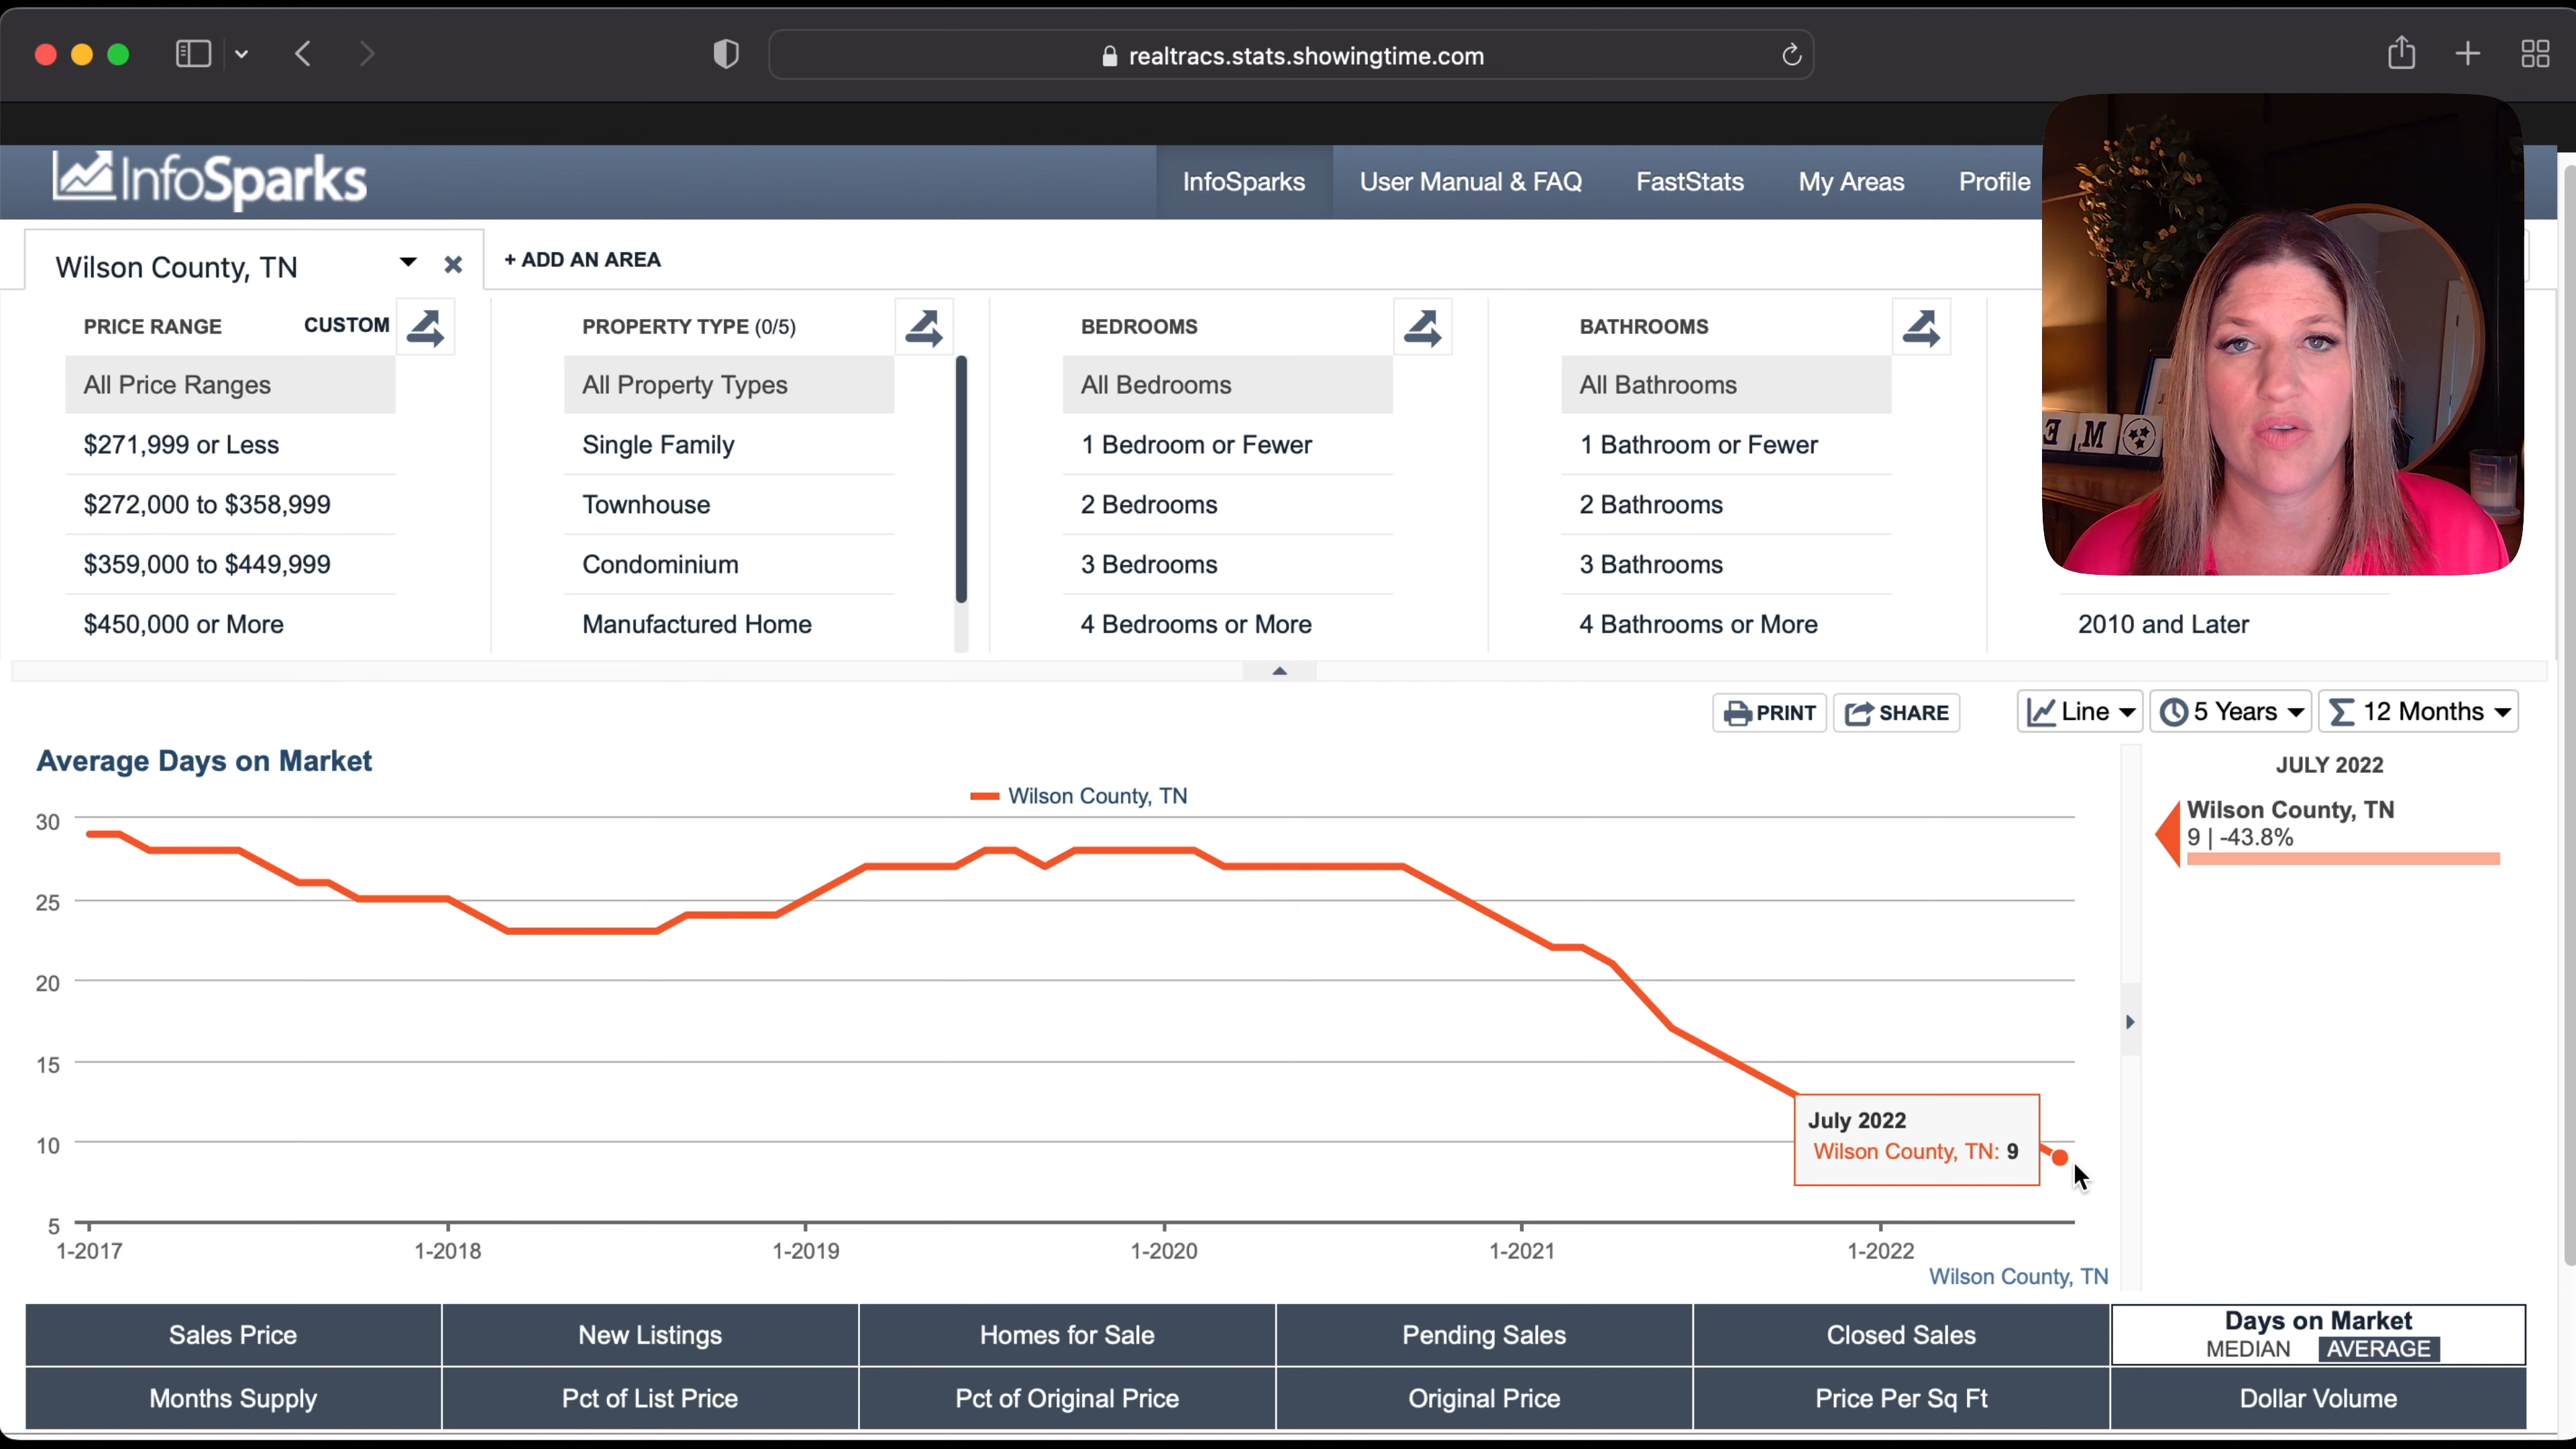 realtracs.stats.showingtime.com
InfoSparks
InfoSparks User Manual & FAQ FastStats My Areas Profile
Wilson County, TN
+ ADD AN AREA
PRICE RANGE CUSTOM
All Price Ranges
$271,999 or Less
$272,000 to $358,999
$359,000 to $449,999
$450,000 or More
PROPERTY TYPE (0/5)
All Property Types
Single Family
Townhouse
Condominium
Manufactured Home
BEDROOMS
All Bedrooms
1 Bedroom or Fewer
2 Bedrooms
3 Bedrooms
4 Bedrooms or More
BATHROOMS
All Bathrooms
1 Bathroom or Fewer
2 Bathrooms
3 Bathrooms
4 Bathrooms or More
2010 and Later
PRINT
SHARE
Line
5 Years
12 Months
Average Days on Market
Wilson County, TN
30
25
20
15
10
5
1-2017 1-2018 1-2019 1-2020 1-2021 1-2022
July 2022
Wilson County, TN: 9
Wilson County, TN
JULY 2022
Wilson County, TN
9 | -43.8%
Sales Price New Listings Homes for Sale Pending Sales Closed Sales Days on Market
MEDIAN AVERAGE
Months Supply Pct of List Price Pct of Original Price Original Price Price Per Sq Ft Dollar Volume